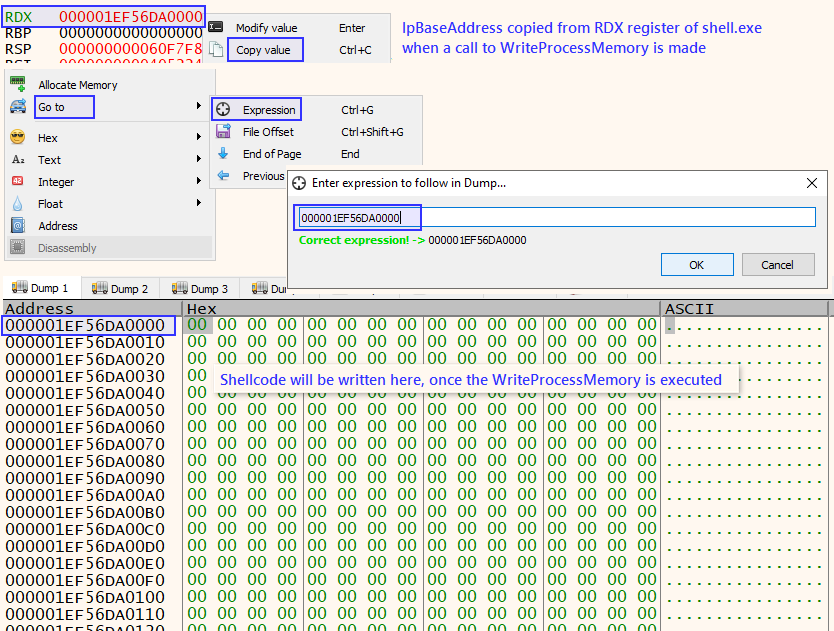 RDX 000001EF56DA0000
RBP 0000000000000000
RSP 000000000060F7F8
Modify value Enter
Copy value Ctrl+C
lpBaseAddress copied from RDX register of shell.exe
when a call to WriteProcessMemory is made
Allocate Memory
Go to
Hex
Text
Integer
Float
Address
Disassembly
Expression Ctrl+G
File Offset Ctrl+Shift+G
End of Page End
Previous
Enter expression to follow in Dump...
000001EF56DA0000
Correct expression! -> 000001EF56DA0000
OK Cancel
Dump 1 Dump 2 Dump 3 Du
Address Hex ASCII
000001EF56DA0000 00 00 00 00 00 00 00 00 00 00 00 00 00 00 00 00 ................
000001EF56DA0010 00 00 00 00 00 00 00 00 00 00 00 00 00 00 00 00 ................
000001EF56DA0020 00 00 00 00 00 00 00 00 00 00 00 00 00 00 00 00 ................
000001EF56DA0030 00
Shellcode will be written here, once the WriteProcessMemory is executed
000001EF56DA0040 00 00 00 00 00 00 00 00 00 00 00 00 00 00 00 00 ................
000001EF56DA0050 00 00 00 00 00 00 00 00 00 00 00 00 00 00 00 00 ................
000001EF56DA0060 00 00 00 00 00 00 00 00 00 00 00 00 00 00 00 00 ................
000001EF56DA0070 00 00 00 00 00 00 00 00 00 00 00 00 00 00 00 00 ................
000001EF56DA0080 00 00 00 00 00 00 00 00 00 00 00 00 00 00 00 00 ................
000001EF56DA0090 00 00 00 00 00 00 00 00 00 00 00 00 00 00 00 00 ................
000001EF56DA00A0 00 00 00 00 00 00 00 00 00 00 00 00 00 00 00 00 ................
000001EF56DA00B0 00 00 00 00 00 00 00 00 00 00 00 00 00 00 00 00 ................
000001EF56DA00C0 00 00 00 00 00 00 00 00 00 00 00 00 00 00 00 00 ................
000001EF56DA00D0 00 00 00 00 00 00 00 00 00 00 00 00 00 00 00 00 ................
000001EF56DA00E0 00 00 00 00 00 00 00 00 00 00 00 00 00 00 00 00 ................
000001EF56DA00F0 00 00 00 00 00 00 00 00 00 00 00 00 00 00 00 00 ................
000001EF56DA0100 00 00 00 00 00 00 00 00 00 00 00 00 00 00 00 00 ................
000001EF56DA0110 00 00 00 00 00 00 00 00 00 00 00 00 00 00 00 00 ................